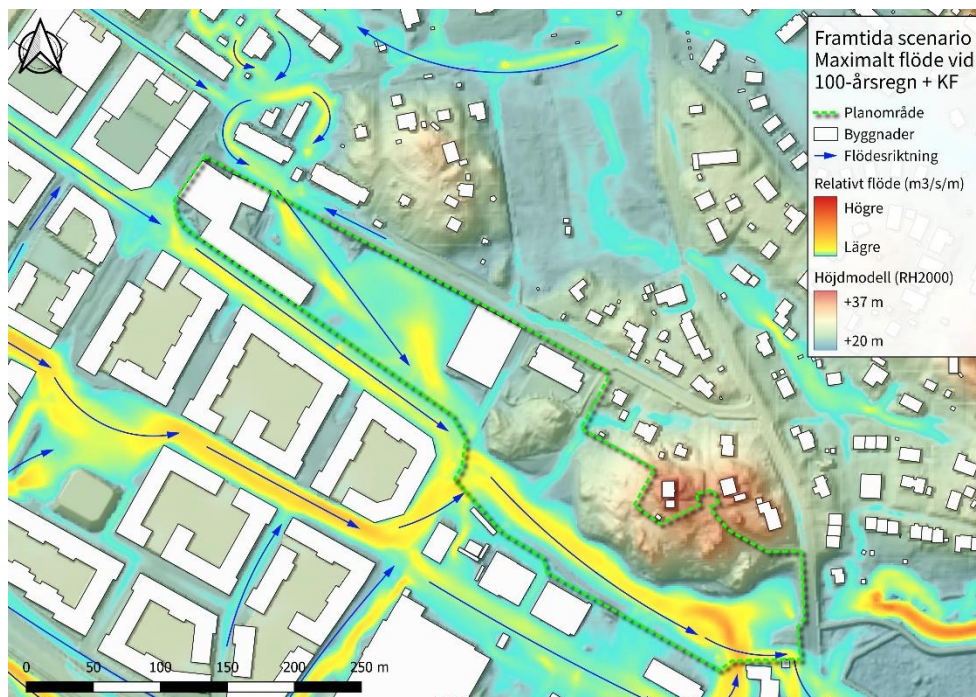 Framtida scenario
Maximalt flöde vid
100-årsregn + KF
Planområde
Byggnader
Flödesriktning
Relativt flöde (m3/s/m)
Högre
Lägre
Höjdmodell (RH2000)
+37 m
+20 m
0 50 100 150 200 250 m